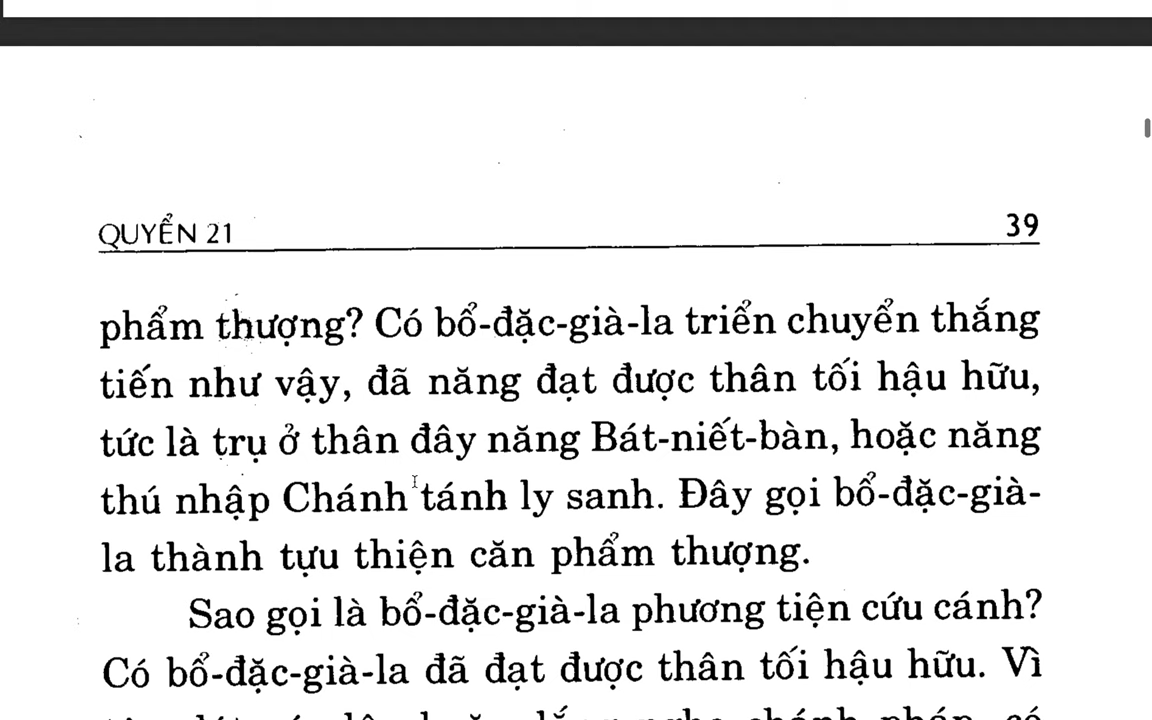 QUYỂN 21 39
phẩm thượng? Có bổ-đặc-già-la triển chuyển thắng
tiến như vậy, đã năng đạt được thân tối hậu hữu,
tức là trụ ở thân đây năng Bát-niết-bàn, hoặc năng
thú nhập Chánh tánh ly sanh. Đây gọi bổ-đặc-già-
la thành tựu thiện căn phẩm thượng.
Sao gọi là bổ-đặc-già-la phương tiện cứu cánh?
Có bổ-đặc-già-la đã đạt được thân tối hậu hữu. Vì